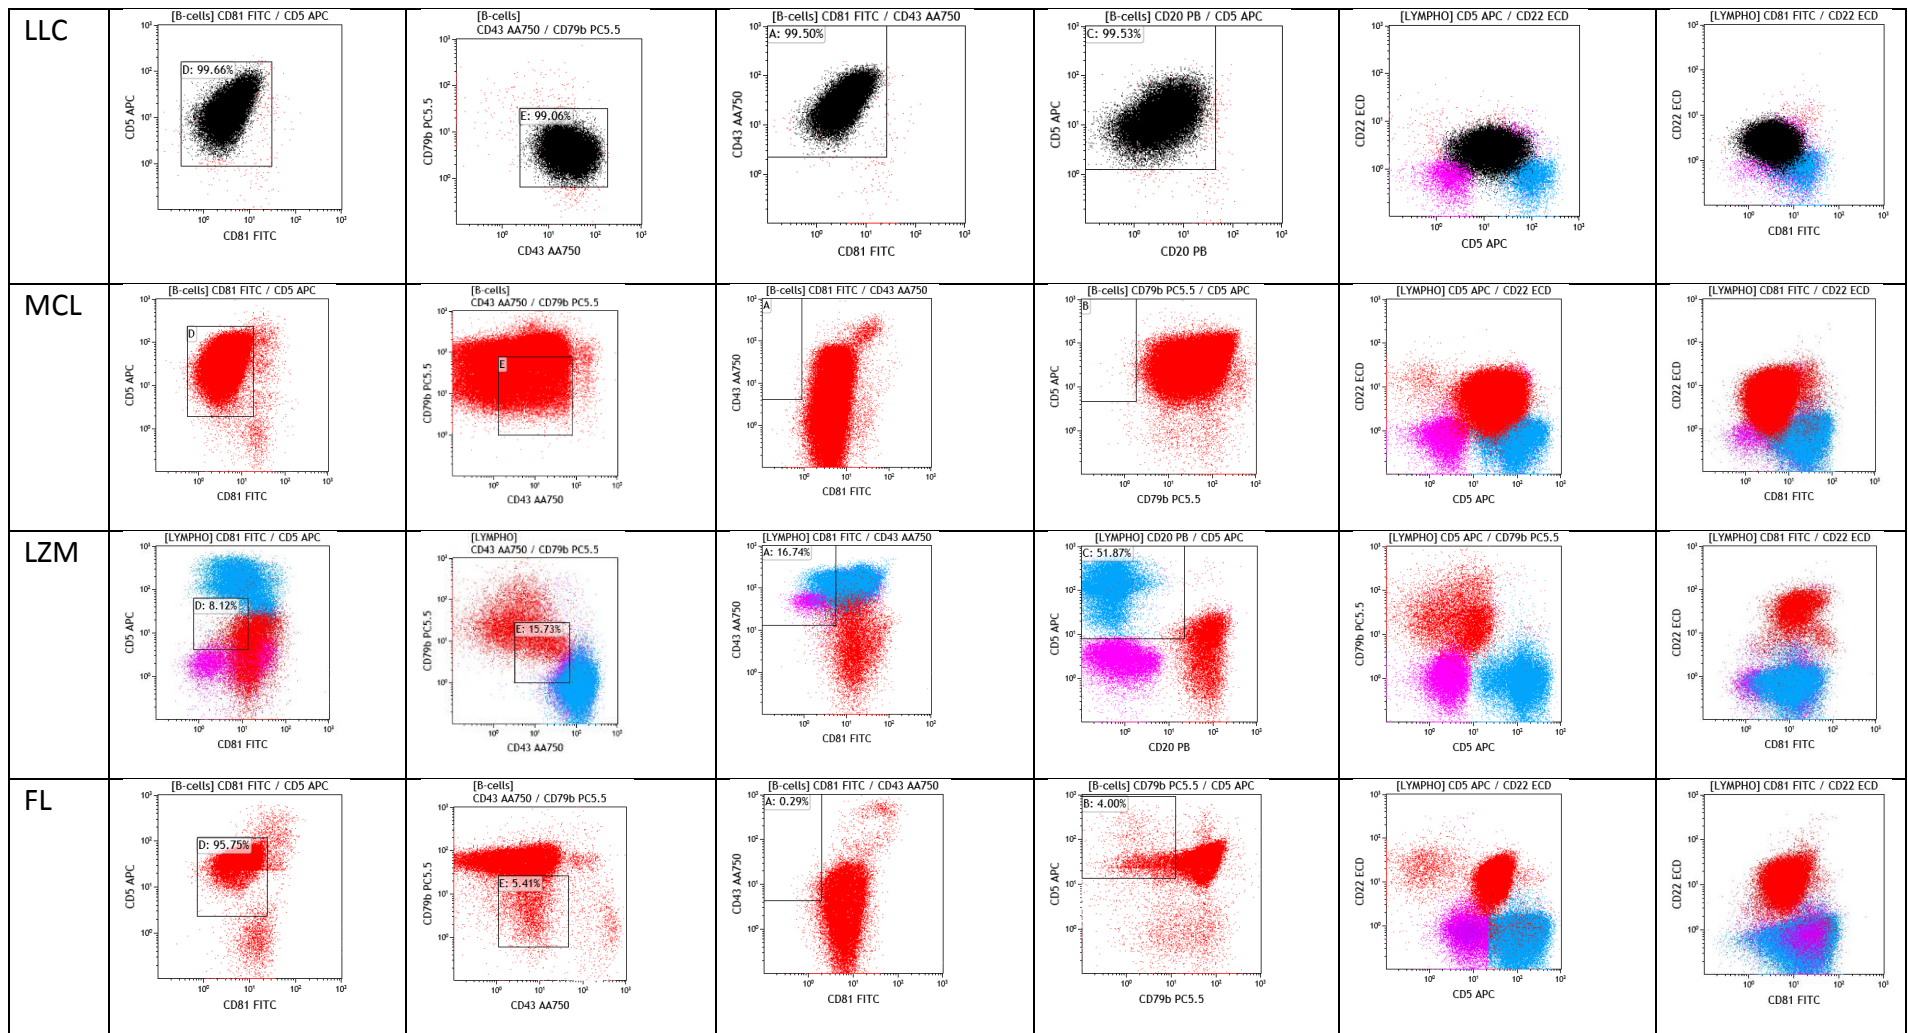 LLC
[B-cells] CD81 FITC / CD5 APC
D: 99.66%
CD5 APC
CD81 FITC
[B-cells]
CD43 AA750 / CD79b PC5.5
E: 99.06%
CD79b PC5.5
CD43 AA750
[B-cells] CD81 FITC / CD43 AA750
A: 99.50%
CD43 AA750
CD81 FITC
[B-cells] CD20 PB / CD5 APC
C: 99.53%
CD5 APC
CD20 PB
[LYMPHO] CD5 APC / CD22 ECD
CD22 ECD
CD5 APC
[LYMPHO] CD81 FITC / CD22 ECD
CD22 ECD
CD81 FITC
MCL
[B-cells] CD81 FITC / CD5 APC
D
CD5 APC
CD81 FITC
[B-cells]
CD43 AA750 / CD79b PC5.5
E
CD79b PC5.5
CD43 AA750
[B-cells] CD81 FITC / CD43 AA750
A
CD43 AA750
CD81 FITC
[B-cells] CD79b PC5.5 / CD5 APC
B
CD5 APC
CD79b PC5.5
[LYMPHO] CD5 APC / CD22 ECD
CD22 ECD
CD5 APC
[LYMPHO] CD81 FITC / CD22 ECD
CD22 ECD
CD81 FITC
LZM
[LYMPHO] CD81 FITC / CD5 APC
D: 8.12%
CD5 APC
CD81 FITC
[LYMPHO]
CD43 AA750 / CD79b PC5.5
E: 15.73%
CD79b PC5.5
CD43 AA750
[LYMPHO] CD81 FITC / CD43 AA750
A: 16.74%
CD43 AA750
CD81 FITC
[LYMPHO] CD20 PB / CD5 APC
C: 51.87%
CD5 APC
CD20 PB
[LYMPHO] CD5 APC / CD79b PC5.5
CD79b PC5.5
CD5 APC
[LYMPHO] CD81 FITC / CD22 ECD
CD22 ECD
CD81 FITC
FL
[B-cells] CD81 FITC / CD5 APC
D: 95.75%
CD5 APC
CD81 FITC
[B-cells]
CD43 AA750 / CD79b PC5.5
E: 5.41%
CD79b PC5.5
CD43 AA750
[B-cells] CD81 FITC / CD43 AA750
A: 0.29%
CD43 AA750
CD81 FITC
[B-cells] CD79b PC5.5 / CD5 APC
B: 4.00%
CD5 APC
CD79b PC5.5
[LYMPHO] CD5 APC / CD22 ECD
CD22 ECD
CD5 APC
[LYMPHO] CD81 FITC / CD22 ECD
CD22 ECD
CD81 FITC